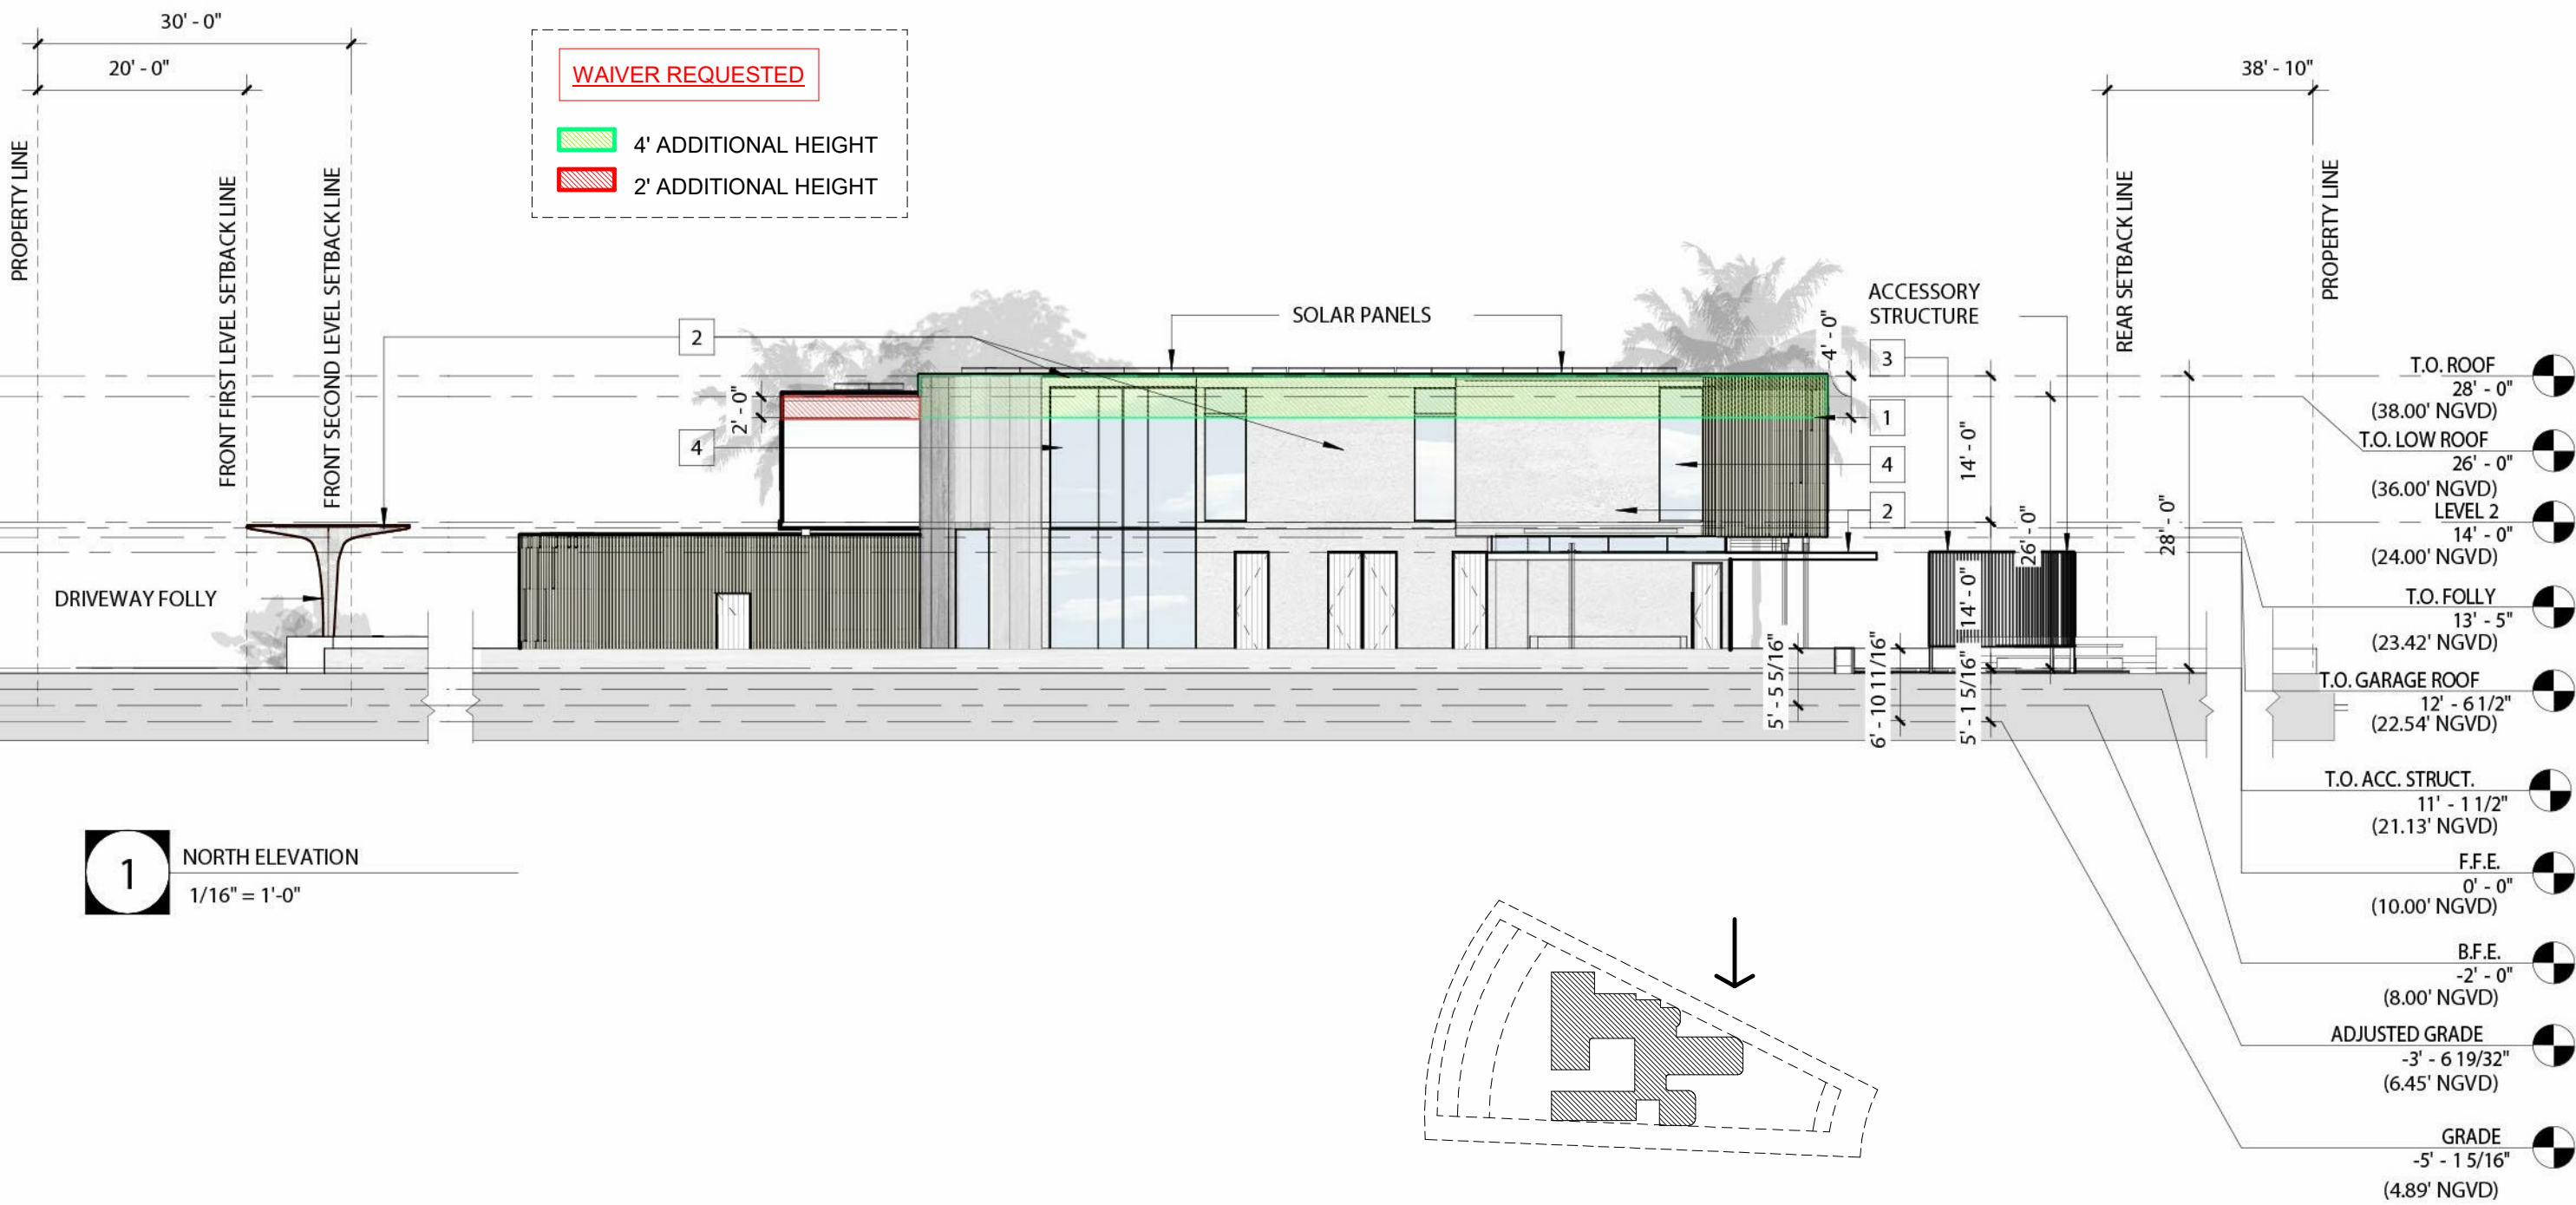 30' - 0"
20' - 0"
38' - 10"
WAIVER REQUESTED
4' ADDITIONAL HEIGHT
2' ADDITIONAL HEIGHT
PROPERTY LINE
FRONT FIRST LEVEL SETBACK LINE
FRONT SECOND LEVEL SETBACK LINE
REAR SETBACK LINE
PROPERTY LINE
SOLAR PANELS
ACCESSORY
STRUCTURE
2
3
1
4
4
2
2' - 0"
4' - 0"
14' - 0"
26' - 0"
28' - 0"
14' - 0"
5' - 5 5/16"
6' - 10 11/16"
5' - 1 5/16"
DRIVEWAY FOLLY
T.O. ROOF
28' - 0"
(38.00' NGVD)
T.O. LOW ROOF
26' - 0"
(36.00' NGVD)
LEVEL 2
14' - 0"
(24.00' NGVD)
T.O. FOLLY
13' - 5"
(23.42' NGVD)
T.O. GARAGE ROOF
12' - 6 1/2"
(22.54' NGVD)
T.O. ACC. STRUCT.
11' - 1 1/2"
(21.13' NGVD)
F.F.E.
0' - 0"
(10.00' NGVD)
B.F.E.
-2' - 0"
(8.00' NGVD)
ADJUSTED GRADE
-3' - 6 19/32"
(6.45' NGVD)
GRADE
-5' - 1 5/16"
(4.89' NGVD)
1
NORTH ELEVATION
1/16" = 1'-0"